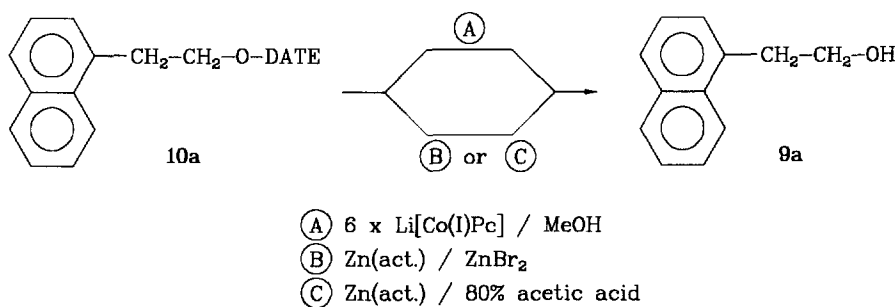 CH₂–CH₂–O–DATE
CH₂–CH₂–OH
A
B or C
10a
9a
A 6 x Li[Co(I)Pc] / MeOH
B Zn(act.) / ZnBr₂
C Zn(act.) / 80% acetic acid